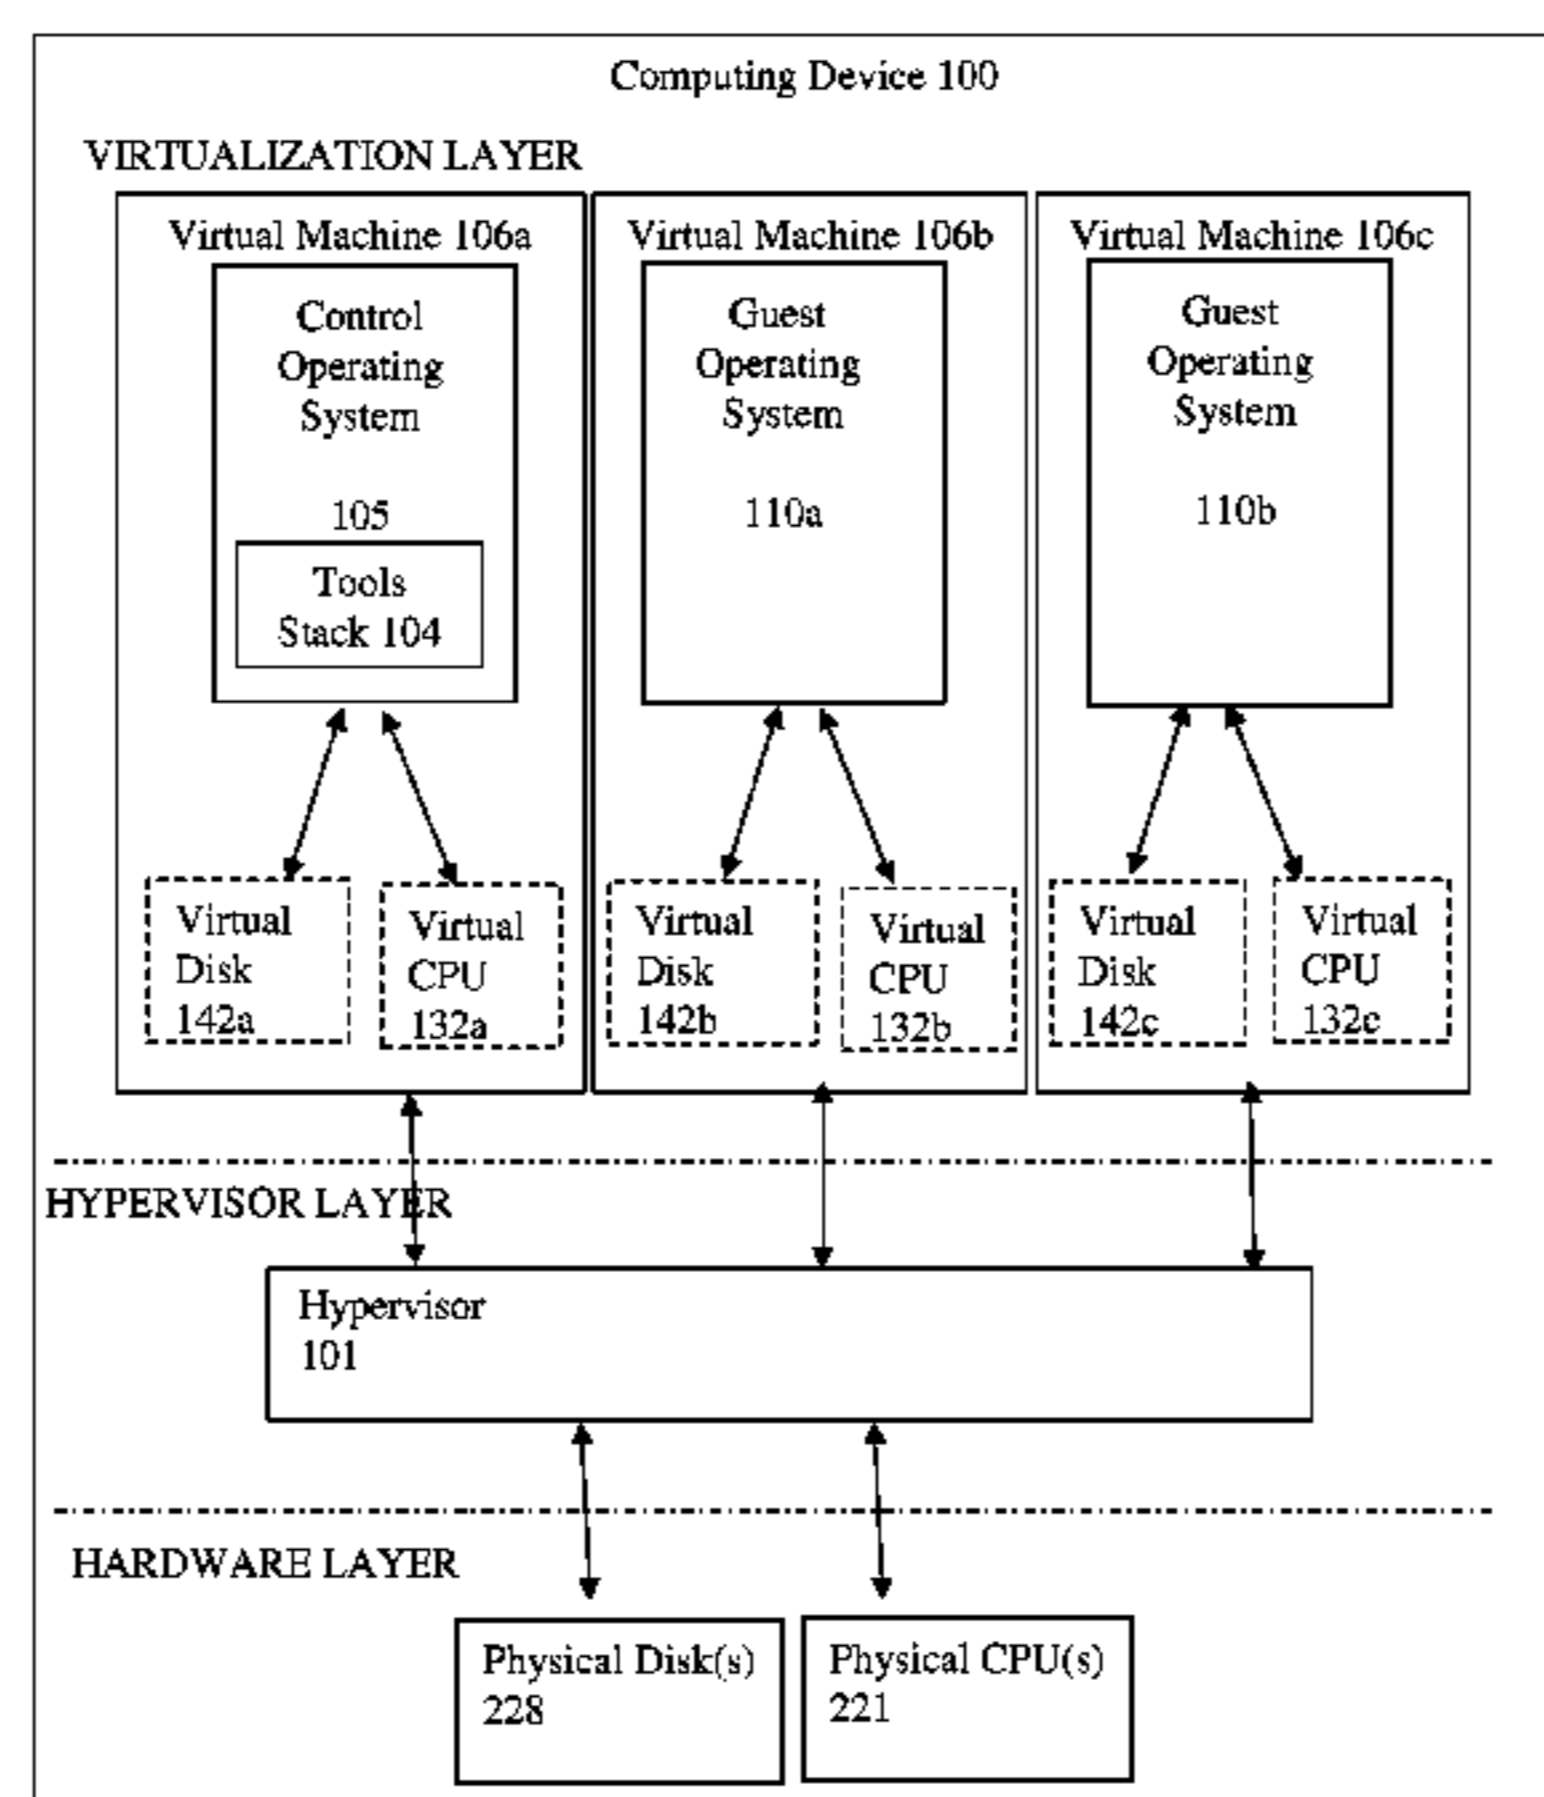 Computing Device 100
VIRTUALIZATION LAYER
Virtual Machine 106a
Control
Operating
System
105
Tools
Stack 104
Virtual
Disk
142a
Virtual
CPU
132a
Virtual Machine 106b
Guest
Operating
System
110a
Virtual
Disk
142b
Virtual
CPU
132b
Virtual Machine 106c
Guest
Operating
System
110b
Virtual
Disk
142c
Virtual
CPU
132c
HYPERVISOR LAYER
Hypervisor
101
HARDWARE LAYER
Physical Disk(s)
228
Physical CPU(s)
221